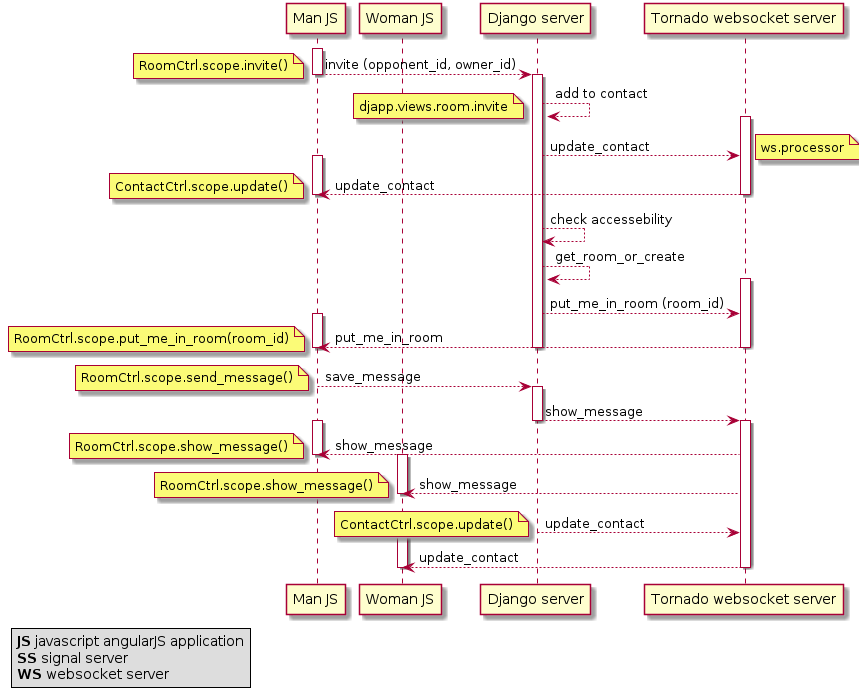 Man JS
Woman JS
Django server
Tornado websocket server
RoomCtrl.scope.invite()
invite (opponent_id, owner_id)
djapp.views.room.invite
add to contact
update_contact
ws.processor
ContactCtrl.scope.update()
update_contact
check accessebility
get_room_or_create
put_me_in_room (room_id)
RoomCtrl.scope.put_me_in_room(room_id)
put_me_in_room
RoomCtrl.scope.send_message()
save_message
show_message
RoomCtrl.scope.show_message()
show_message
RoomCtrl.scope.show_message()
show_message
ContactCtrl.scope.update()
update_contact
update_contact
Man JS
Woman JS
Django server
Tornado websocket server
JS javascript angularJS application
SS signal server
WS websocket server